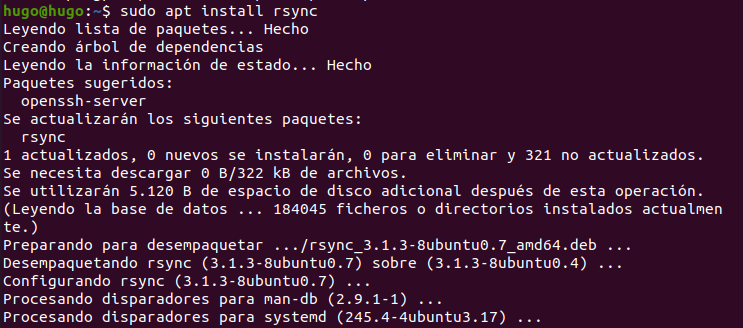 hugo@hugo:~$ sudo apt install rsync
Leyendo lista de paquetes... Hecho
Creando árbol de dependencias
Leyendo la información de estado... Hecho
Paquetes sugeridos:
  openssh-server
Se actualizarán los siguientes paquetes:
  rsync
1 actualizados, 0 nuevos se instalarán, 0 para eliminar y 321 no actualizados.
Se necesita descargar 0 B/322 kB de archivos.
Se utilizarán 5.120 B de espacio de disco adicional después de esta operación.
(Leyendo la base de datos ... 184045 ficheros o directorios instalados actualmen
te.)
Preparando para desempaquetar .../rsync_3.1.3-8ubuntu0.7_amd64.deb ...
Desempaquetando rsync (3.1.3-8ubuntu0.7) sobre (3.1.3-8ubuntu0.4) ...
Configurando rsync (3.1.3-8ubuntu0.7) ...
Procesando disparadores para man-db (2.9.1-1) ...
Procesando disparadores para systemd (245.4-4ubuntu3.17) ...